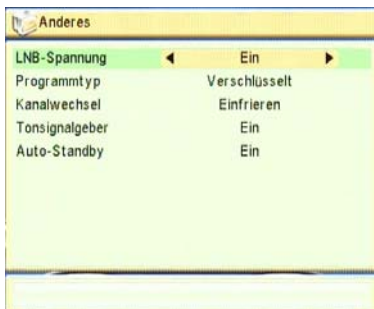 Anderes
LNB-Spannung Ein
Programmtyp Verschlüsselt
Kanalwechsel Einfrieren
Tonsignalgeber Ein
Auto-Standby Ein